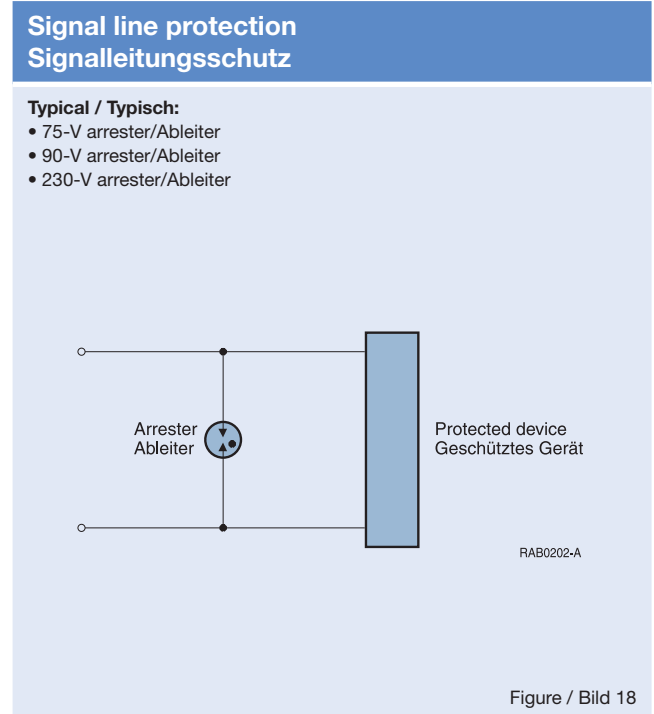 Signal line protection
Signalleitungsschutz
Typical / Typisch:
• 75-V arrester/Ableiter
• 90-V arrester/Ableiter
• 230-V arrester/Ableiter
Arrester
Ableiter
Protected device
Geschütztes Gerät
RAB0202-A
Figure / Bild 18